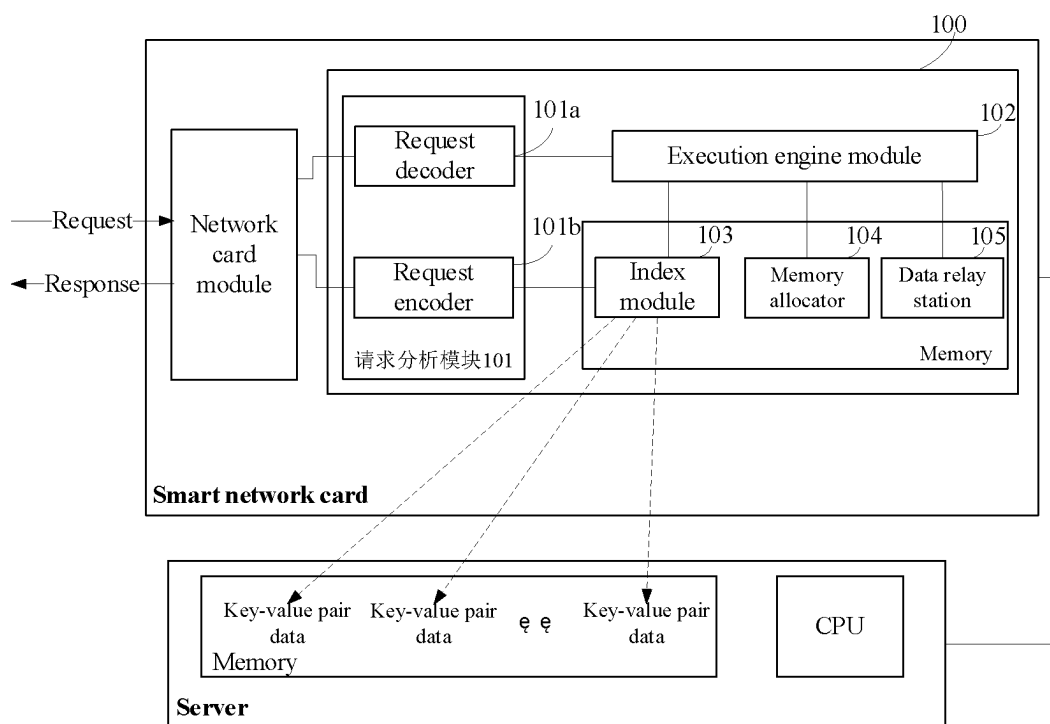 100
101a
102
Request
decoder
Execution engine module
Request
Network
card
module
101b
103
104
105
Response
Request
encoder
Index
module
Memory
allocator
Data relay
station
请求分析模块101
Memory
Smart network card
Key-value pair
data
Key-value pair
data
ę ę
Key-value pair
data
CPU
Memory
Server